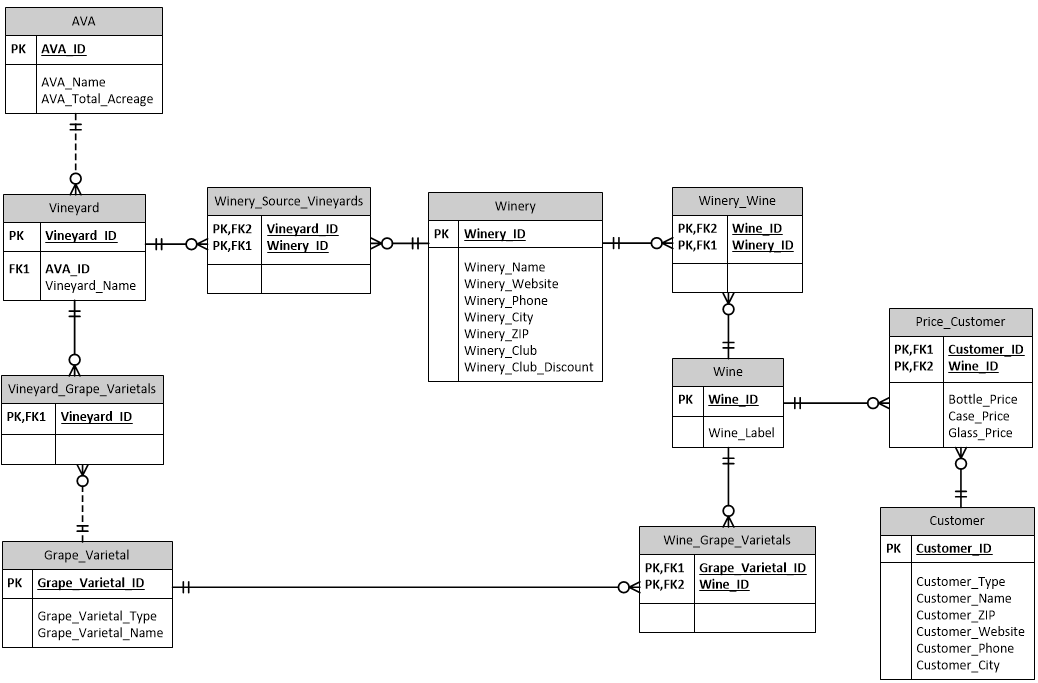 AVA
PK AVA_ID
AVA_Name
AVA_Total_Acreage
Vineyard
PK Vineyard_ID
FK1 AVA_ID
Vineyard_Name
Winery_Source_Vineyards
PK,FK2 Vineyard_ID
PK,FK1 Winery_ID
Winery
PK Winery_ID
Winery_Name
Winery_Website
Winery_Phone
Winery_City
Winery_ZIP
Winery_Club
Winery_Club_Discount
Winery_Wine
PK,FK2 Wine_ID
PK,FK1 Winery_ID
Price_Customer
PK,FK1 Customer_ID
PK,FK2 Wine_ID
Bottle_Price
Case_Price
Glass_Price
Wine
PK Wine_ID
Wine_Label
Vineyard_Grape_Varietals
PK,FK1 Vineyard_ID
Grape_Varietal
PK Grape_Varietal_ID
Grape_Varietal_Type
Grape_Varietal_Name
Wine_Grape_Varietals
PK,FK1 Grape_Varietal_ID
PK,FK2 Wine_ID
Customer
PK Customer_ID
Customer_Type
Customer_Name
Customer_ZIP
Customer_Website
Customer_Phone
Customer_City